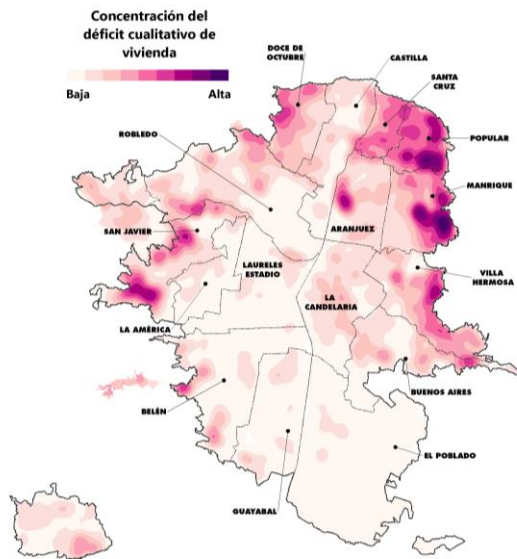 Concentración del
déficit cualitativo de
vivienda
Baja
Alta
DOCE DE
OCTUBRE
CASTILLA
SANTA
CRUZ
POPULAR
ROBLEDO
MANRIQUE
SAN JAVIER
ARANJUEZ
LAURELES
ESTADIO
VILLA
HERMOSA
LA
CANDELARIA
LA AMÉRICA
BUENOS AIRES
BELÉN
EL POBLADO
GUAYABAL